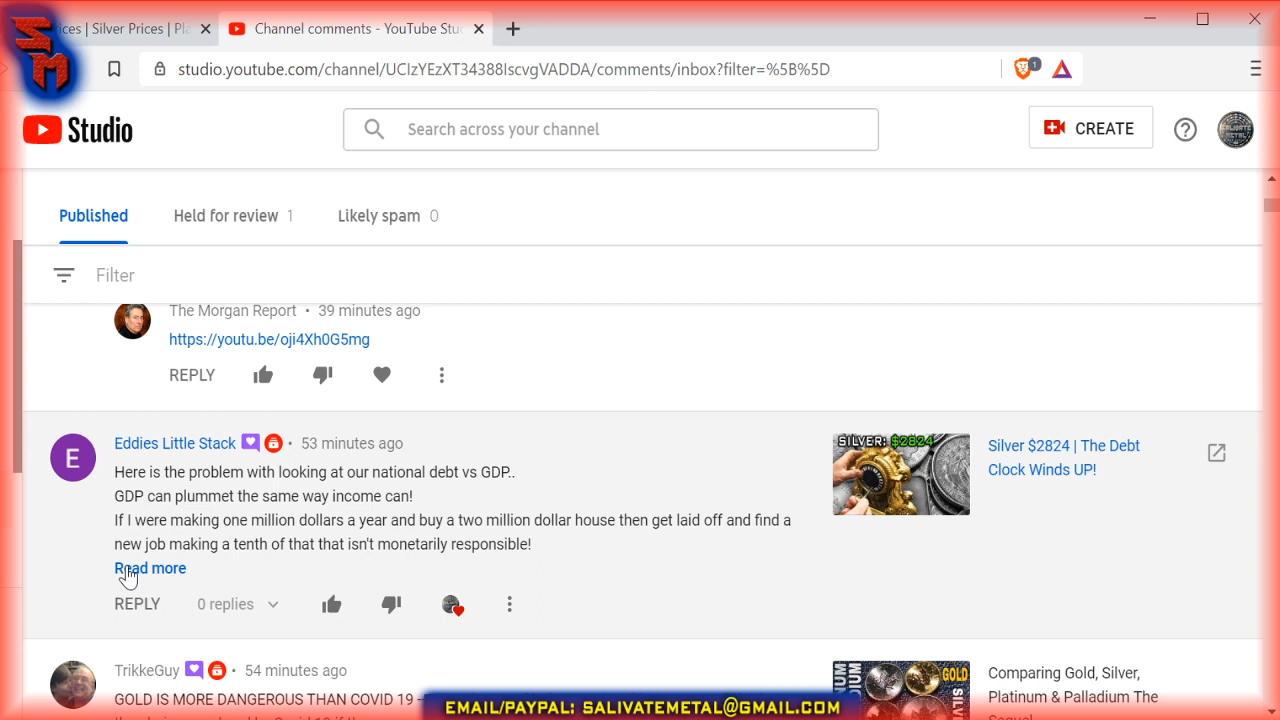 SM
ices | Silver Prices | Pla
Channel comments - YouTube Stu
studio.youtube.com/channel/UCIzYEzXT34388IscvgVADDA/comments/inbox?filter=%5B%5D
1
Studio
Search across your channel
CREATE
Published
Held for review 1
Likely spam 0
Filter
The Morgan Report • 39 minutes ago
https://youtu.be/oji4Xh0G5mg
REPLY
E
Eddies Little Stack • 53 minutes ago
Here is the problem with looking at our national debt vs GDP..
GDP can plummet the same way income can!
If I were making one million dollars a year and buy a two million dollar house then get laid off and find a
new job making a tenth of that that isn't monetarily responsible!
Read more
REPLY
0 replies
SILVER: $2824
Silver $2824 | The Debt
Clock Winds UP!
TrikkeGuy • 54 minutes ago
GOLD IS MORE DANGEROUS THAN COVID 19 -
GOLD
Comparing Gold, Silver,
Platinum & Palladium The
EMAIL/PAYPAL: SALIVATEMETAL@GMAIL.COM